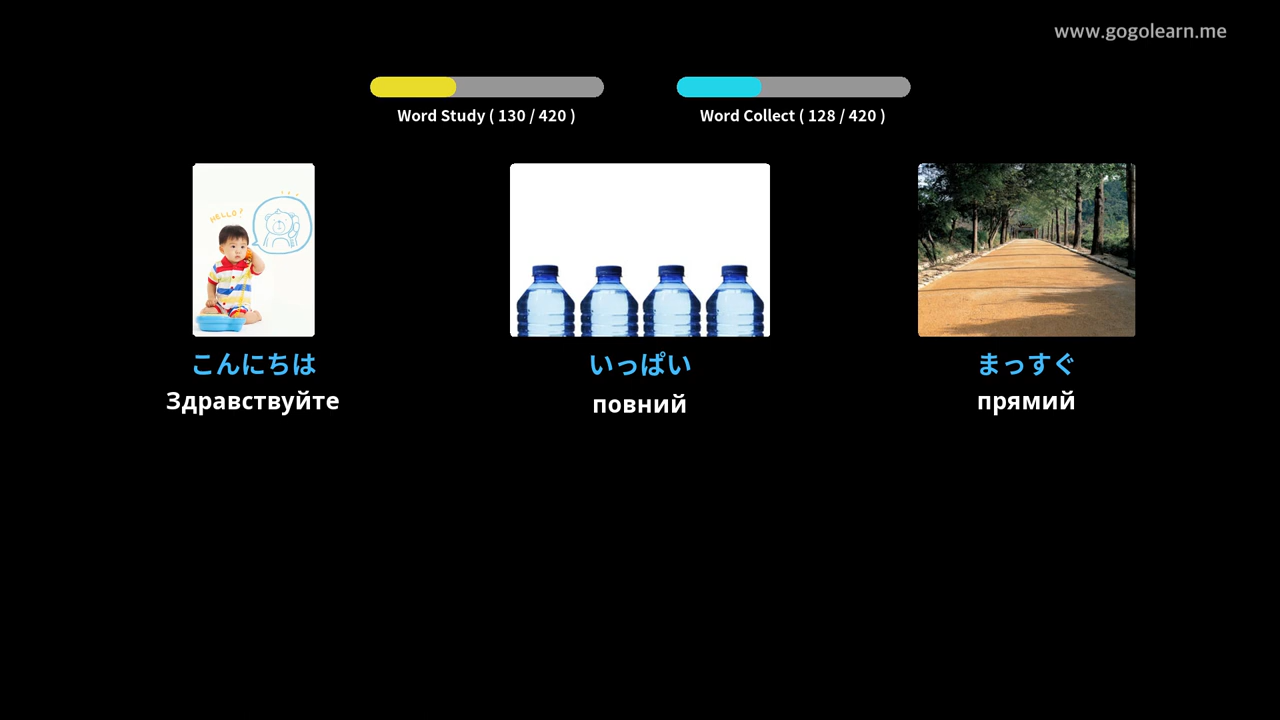 www.gogolearn.me
Word Study ( 130 / 420 )
Word Collect ( 128 / 420 )
HELLO?
こんにちは
Здравствуйте
いっぱい
повний
まっすぐ
прямий